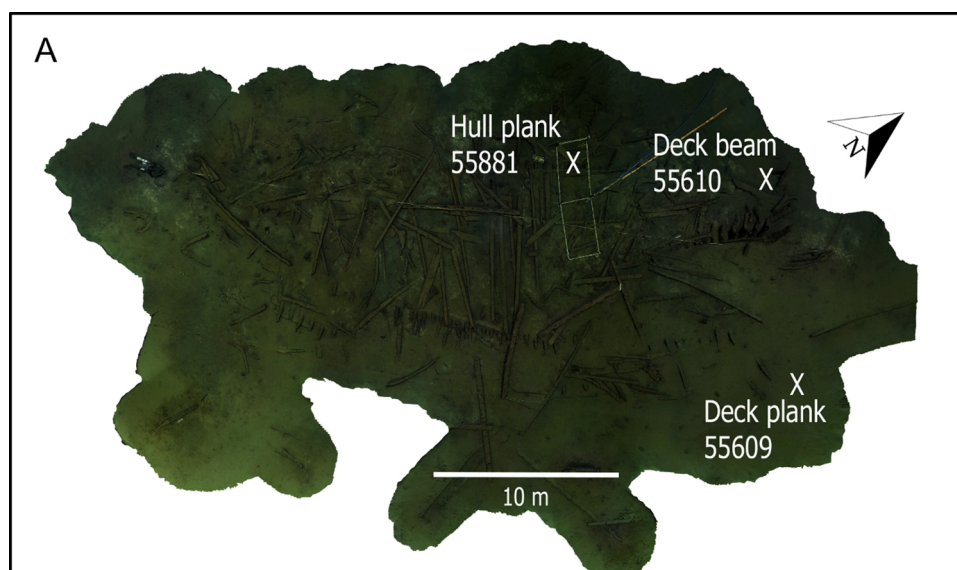 A
Hull plank
55881
X
Deck beam
55610
X
N
X
Deck plank
55609
10 m